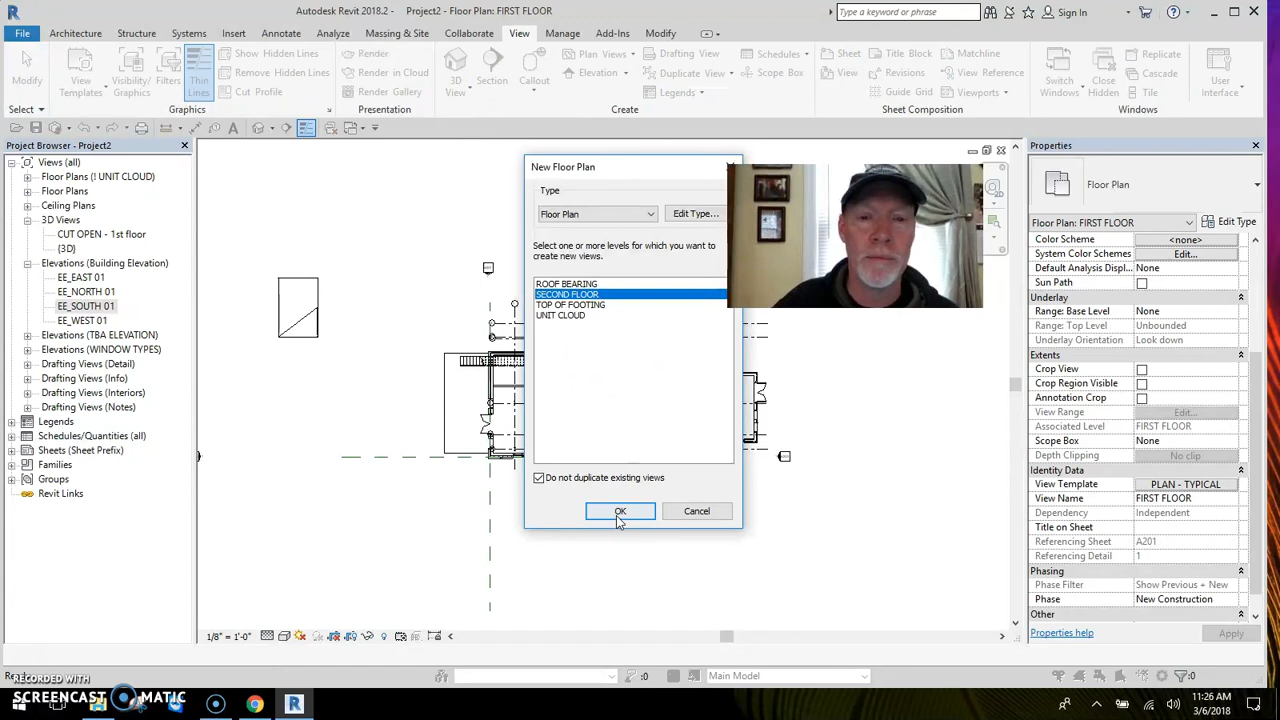 Autodesk Revit 2018.2 - Project2 - Floor Plan: FIRST FLOOR
Type a keyword or phrase
Sign In
File Architecture Structure Systems Insert Annotate Analyze Massing & Site Collaborate View Manage Add-Ins Modify
Modify
View Templates
Visibility/ Graphics
Filters
Thin Lines
Show Hidden Lines
Remove Hidden Lines
Cut Profile
Render
Render in Cloud
Render Gallery
3D View
Section
Callout
Plan Views
Elevation
Drafting View
Duplicate View
Legends
Schedules
Scope Box
Sheet
View
Title Block
Revisions
Guide Grid
Matchline
View Reference
Viewports
Switch Windows
Close Hidden
Replicate
Cascade
Tile
User Interface
Select Graphics Presentation Create Sheet Composition Windows
Project Browser - Project2
Views (all)
Floor Plans (! UNIT CLOUD)
Floor Plans
Ceiling Plans
3D Views
CUT OPEN - 1st floor
{3D}
Elevations (Building Elevation)
EE_EAST 01
EE_NORTH 01
EE_SOUTH 01
EE_WEST 01
Elevations (TBA ELEVATION)
Elevations (WINDOW TYPES)
Drafting Views (Detail)
Drafting Views (Info)
Drafting Views (Interiors)
Drafting Views (Notes)
Legends
Schedules/Quantities (all)
Sheets (Sheet Prefix)
Families
Groups
Revit Links
New Floor Plan
Type
Floor Plan
Edit Type...
Select one or more levels for which you want to
create new views.
ROOF BEARING
SECOND FLOOR
TOP OF FOOTING
UNIT CLOUD
Do not duplicate existing views
OK Cancel
2D
Properties
Floor Plan
Floor Plan: FIRST FLOOR Edit Type
Color Scheme <none>
System Color Schemes Edit...
Default Analysis Displ... None
Sun Path
Underlay
Range: Base Level None
Range: Top Level Unbounded
Underlay Orientation Look down
Extents
Crop View
Crop Region Visible
Annotation Crop
View Range Edit...
Associated Level FIRST FLOOR
Scope Box None
Depth Clipping No clip
Identity Data
View Template PLAN - TYPICAL
View Name FIRST FLOOR
Dependency Independent
Title on Sheet
Referencing Sheet A201
Referencing Detail 1
Phasing
Phase Filter Show Previous + New
Phase New Construction
Other
Properties help Apply
1/8" = 1'-0"
:0 Main Model :0
RECORDED WITH
SCREENCAST MATIC
11:26 AM
3/6/2018